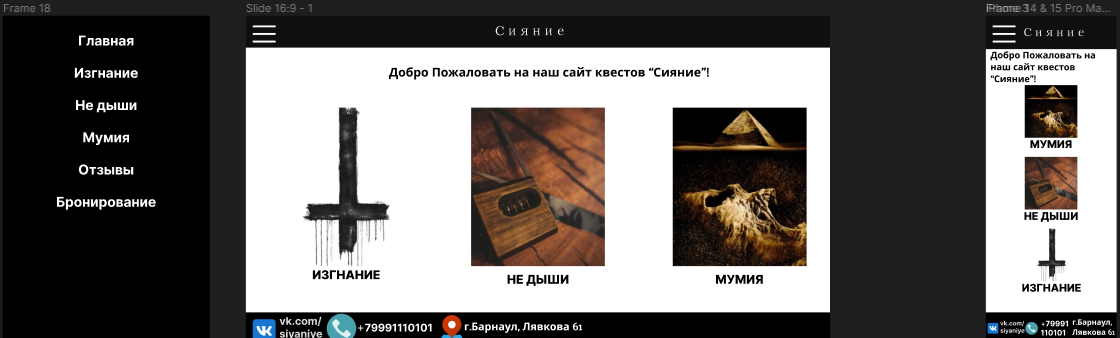 Frame 18
Главная
Изгнание
Не дыши
Мумия
Отзывы
Бронирование
Slide 16:9 - 1
Сияние
Добро Пожаловать на наш сайт квестов “Сияние”!
ИЗГНАНИЕ
НЕ ДЫШИ
МУМИЯ
vk.com/
siyaniye
+79991110101
г.Барнаул, Лявкова 61
14 & 15 Pro Ma...
Сияние
Добро Пожаловать на
наш сайт квестов
“Сияние”!
МУМИЯ
НЕ ДЫШИ
ИЗГНАНИЕ
vk.com/
siyaniye
+79991
110101
г.Барнаул,
Лявкова 61